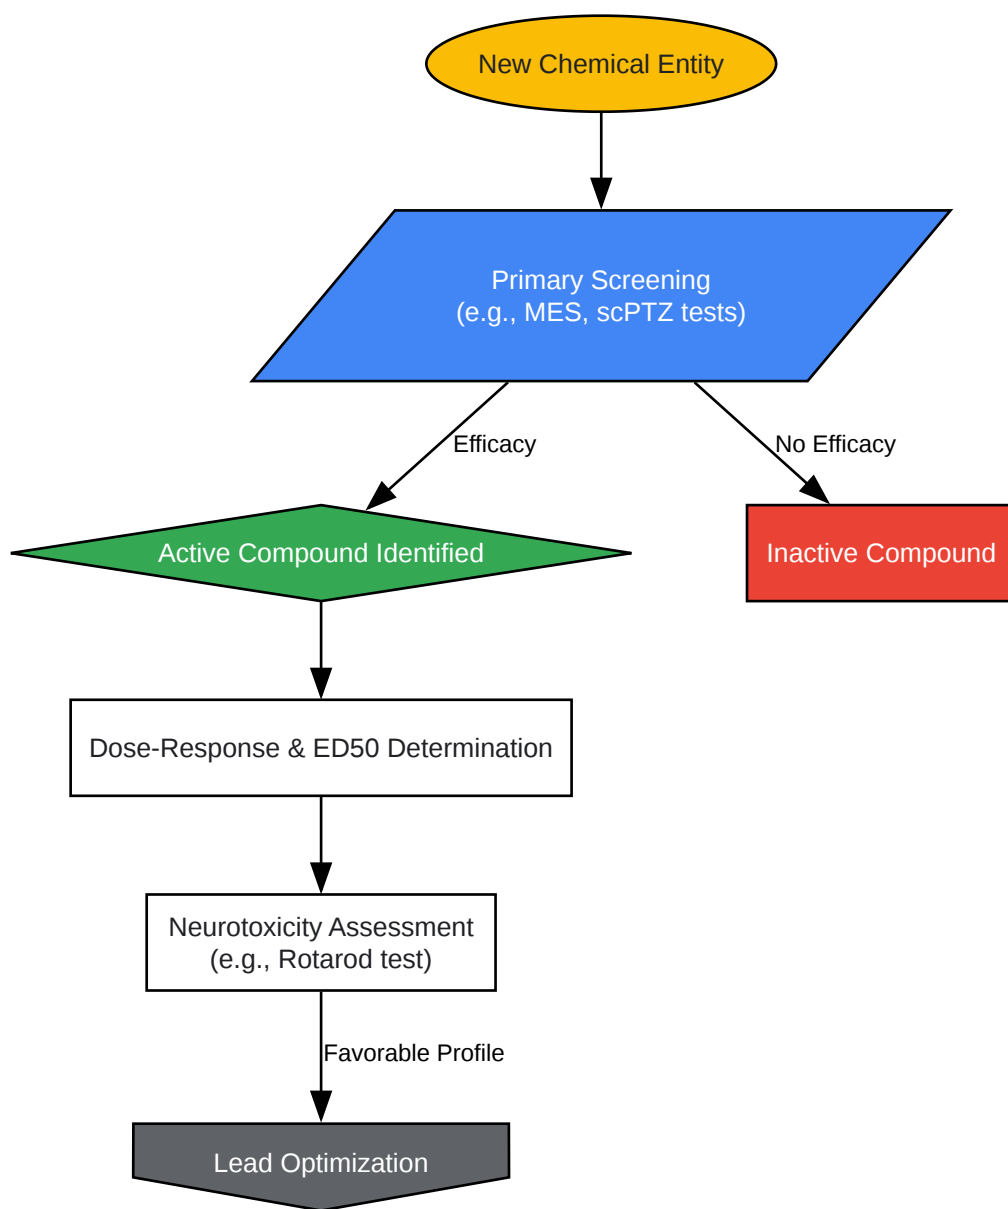 New Chemical Entity
Primary Screening
(e.g., MES, scPTZ tests)
Efficacy
No Efficacy
Active Compound Identified
Inactive Compound
Dose-Response & ED50 Determination
Neurotoxicity Assessment
(e.g., Rotarod test)
Favorable Profile
Lead Optimization